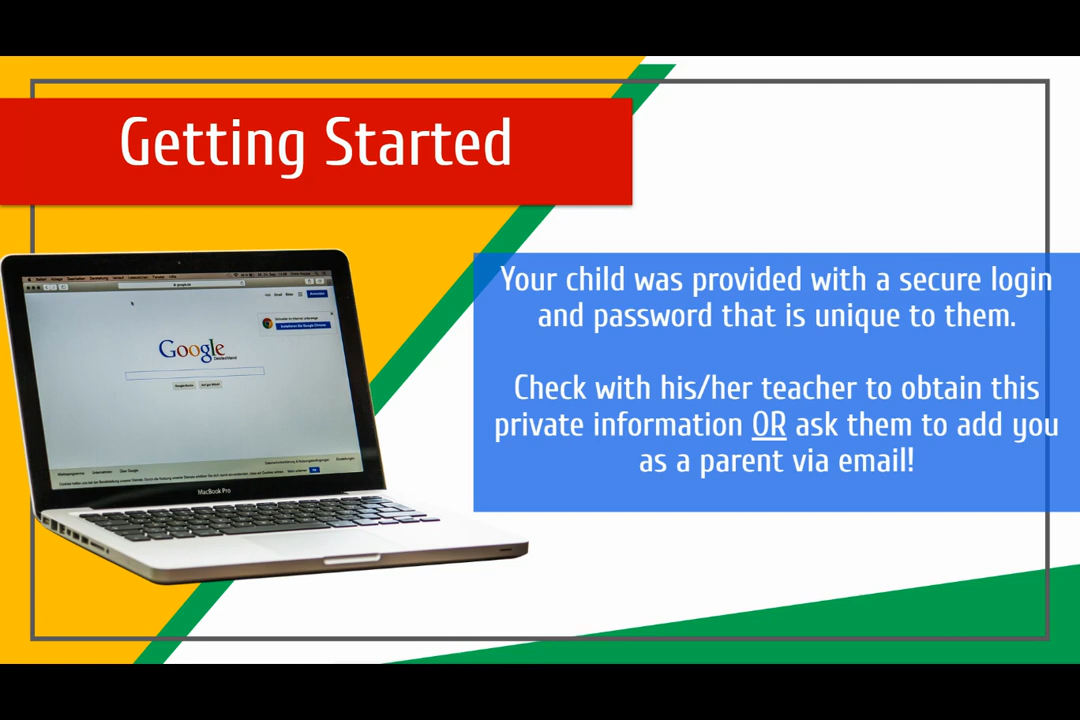 Getting Started
Your child was provided with a secure login
and password that is unique to them.
Check with his/her teacher to obtain this
private information OR ask them to add you
as a parent via email!
Google
Deutschland
MacBook Pro